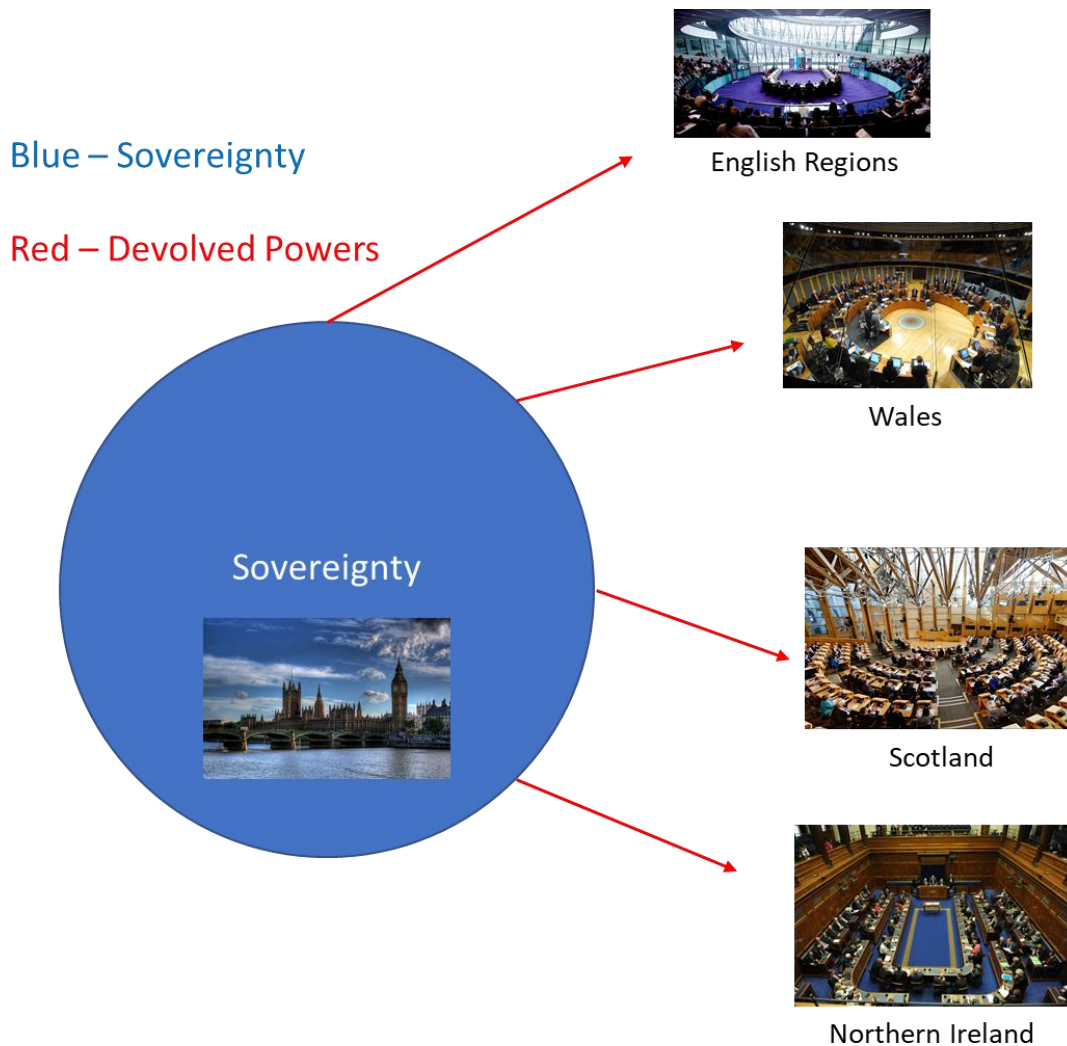 Blue – Sovereignty
Red – Devolved Powers
English Regions
Wales
Sovereignty
Scotland
Northern Ireland